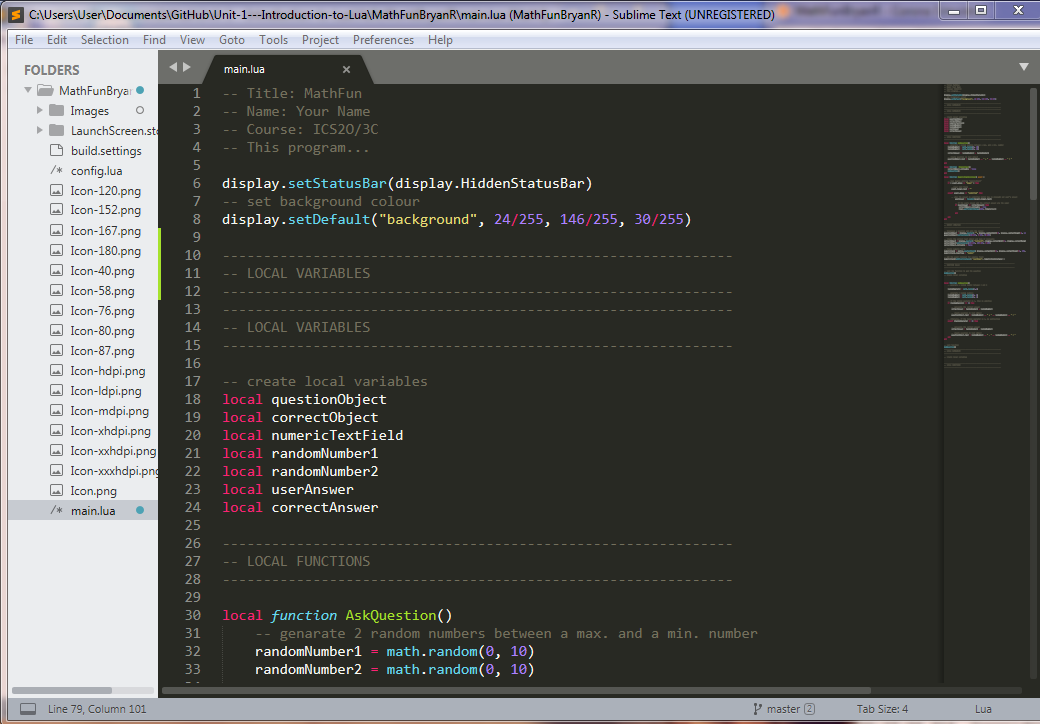 C:\Users\User\Documents\GitHub\Unit-1---Introduction-to-Lua\MathFunBryanR\main.lua (MathFunBryanR) - Sublime Text (UNREGISTERED)
File Edit Selection Find View Goto Tools Project Preferences Help
FOLDERS
MathFunBryan
Images
LaunchScreen.sto
build.settings
/* config.lua
Icon-120.png
Icon-152.png
Icon-167.png
Icon-180.png
Icon-40.png
Icon-58.png
Icon-76.png
Icon-80.png
Icon-87.png
Icon-hdpi.png
Icon-ldpi.png
Icon-mdpi.png
Icon-xhdpi.png
Icon-xxhdpi.png
Icon-xxxhdpi.png
Icon.png
/* main.lua
main.lua
1 -- Title: MathFun
2 -- Name: Your Name
3 -- Course: ICS2O/3C
4 -- This program...
5
6 display.setStatusBar(display.HiddenStatusBar)
7 -- set background colour
8 display.setDefault("background", 24/255, 146/255, 30/255)
9
10 --------------------------------------------------------------
11 -- LOCAL VARIABLES
12 --------------------------------------------------------------
13 --------------------------------------------------------------
14 -- LOCAL VARIABLES
15 --------------------------------------------------------------
16
17 -- create local variables
18 local questionObject
19 local correctObject
20 local numericTextField
21 local randomNumber1
22 local randomNumber2
23 local userAnswer
24 local correctAnswer
25
26 --------------------------------------------------------------
27 -- LOCAL FUNCTIONS
28 --------------------------------------------------------------
29
30 local function AskQuestion()
31 -- genarate 2 random numbers between a max. and a min. number
32 randomNumber1 = math.random(0, 10)
33 randomNumber2 = math.random(0, 10)
Line 79, Column 101
master 2
Tab Size: 4
Lua